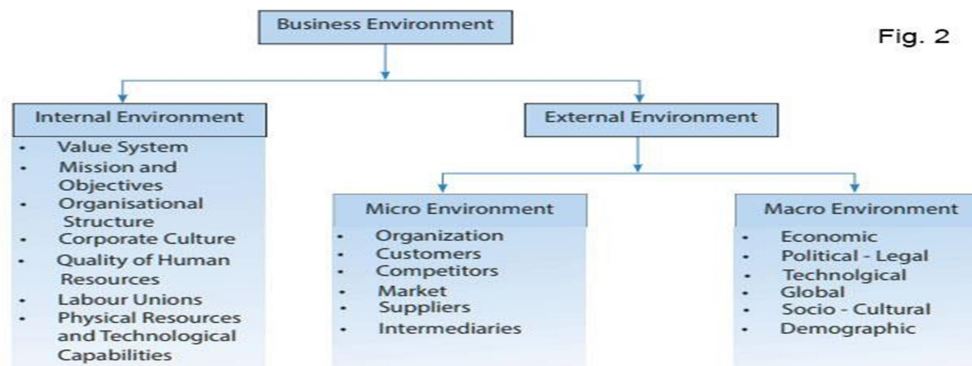 Business Environment
Fig. 2
Internal Environment
• Value System
• Mission and
Objectives
• Organisational
Structure
• Corporate Culture
• Quality of Human
Resources
• Labour Unions
• Physical Resources
and Technological
Capabilities
External Environment
Micro Environment
• Organization
• Customers
• Competitors
• Market
• Suppliers
• Intermediaries
Macro Environment
• Economic
• Political - Legal
• Technolgical
• Global
• Socio - Cultural
• Demographic